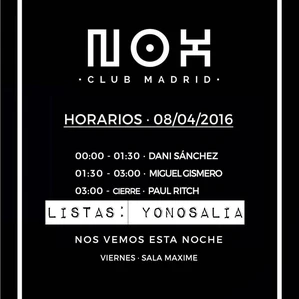 NOX
· CLUB MADRID ·
HORARIOS · 08/04/2016
00:00 - 01:30 · DANI SÁNCHEZ
01:30 - 03:00 · MIGUEL GISMERO
03:00 - CIERRE · PAUL RITCH
LISTAS: YONOSALIA
NOS VEMOS ESTA NOCHE
VIERNES · SALA MAXIME